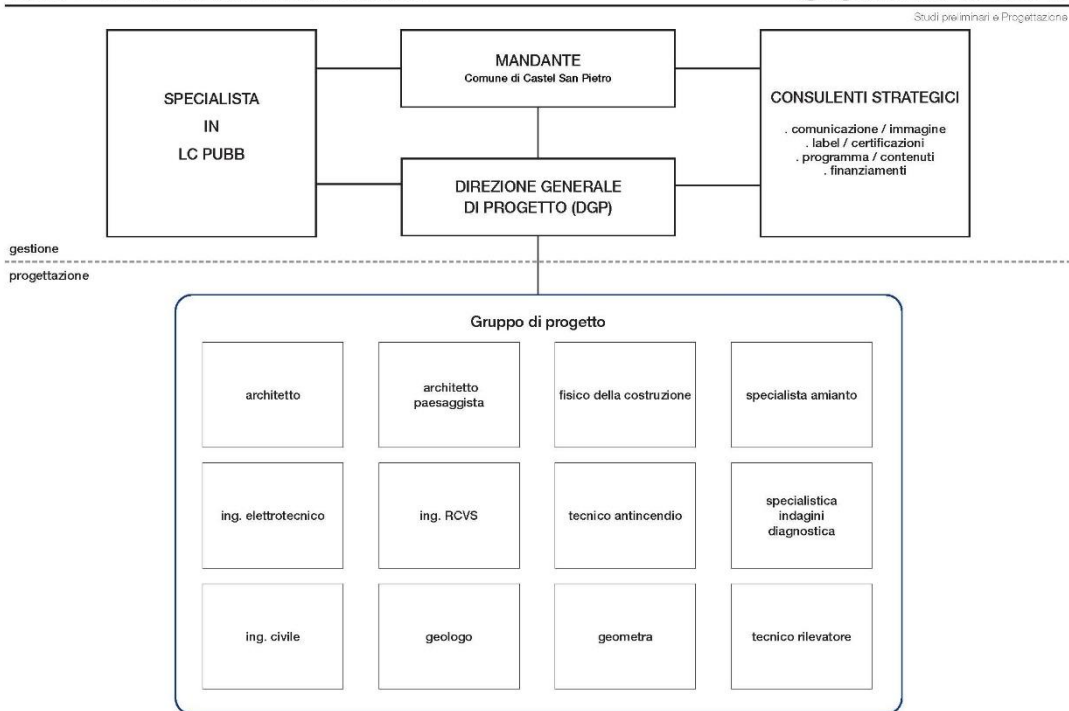 Studi preliminari e Progettazione
SPECIALISTA
IN
LC PUBB
MANDANTE
Comune di Castel San Pietro
CONSULENTI STRATEGICI
. comunicazione / immagine
. label / certificazioni
. programma / contenuti
. finanziamenti
DIREZIONE GENERALE
DI PROGETTO (DGP)
gestione
progettazione
Gruppo di progetto
architetto
architetto
paesaggista
fisico della costruzione
specialista amianto
ing. elettrotecnico
ing. RCVS
tecnico antincendio
specialistica
indagini
diagnostica
ing. civile
geologo
geometra
tecnico rilevatore